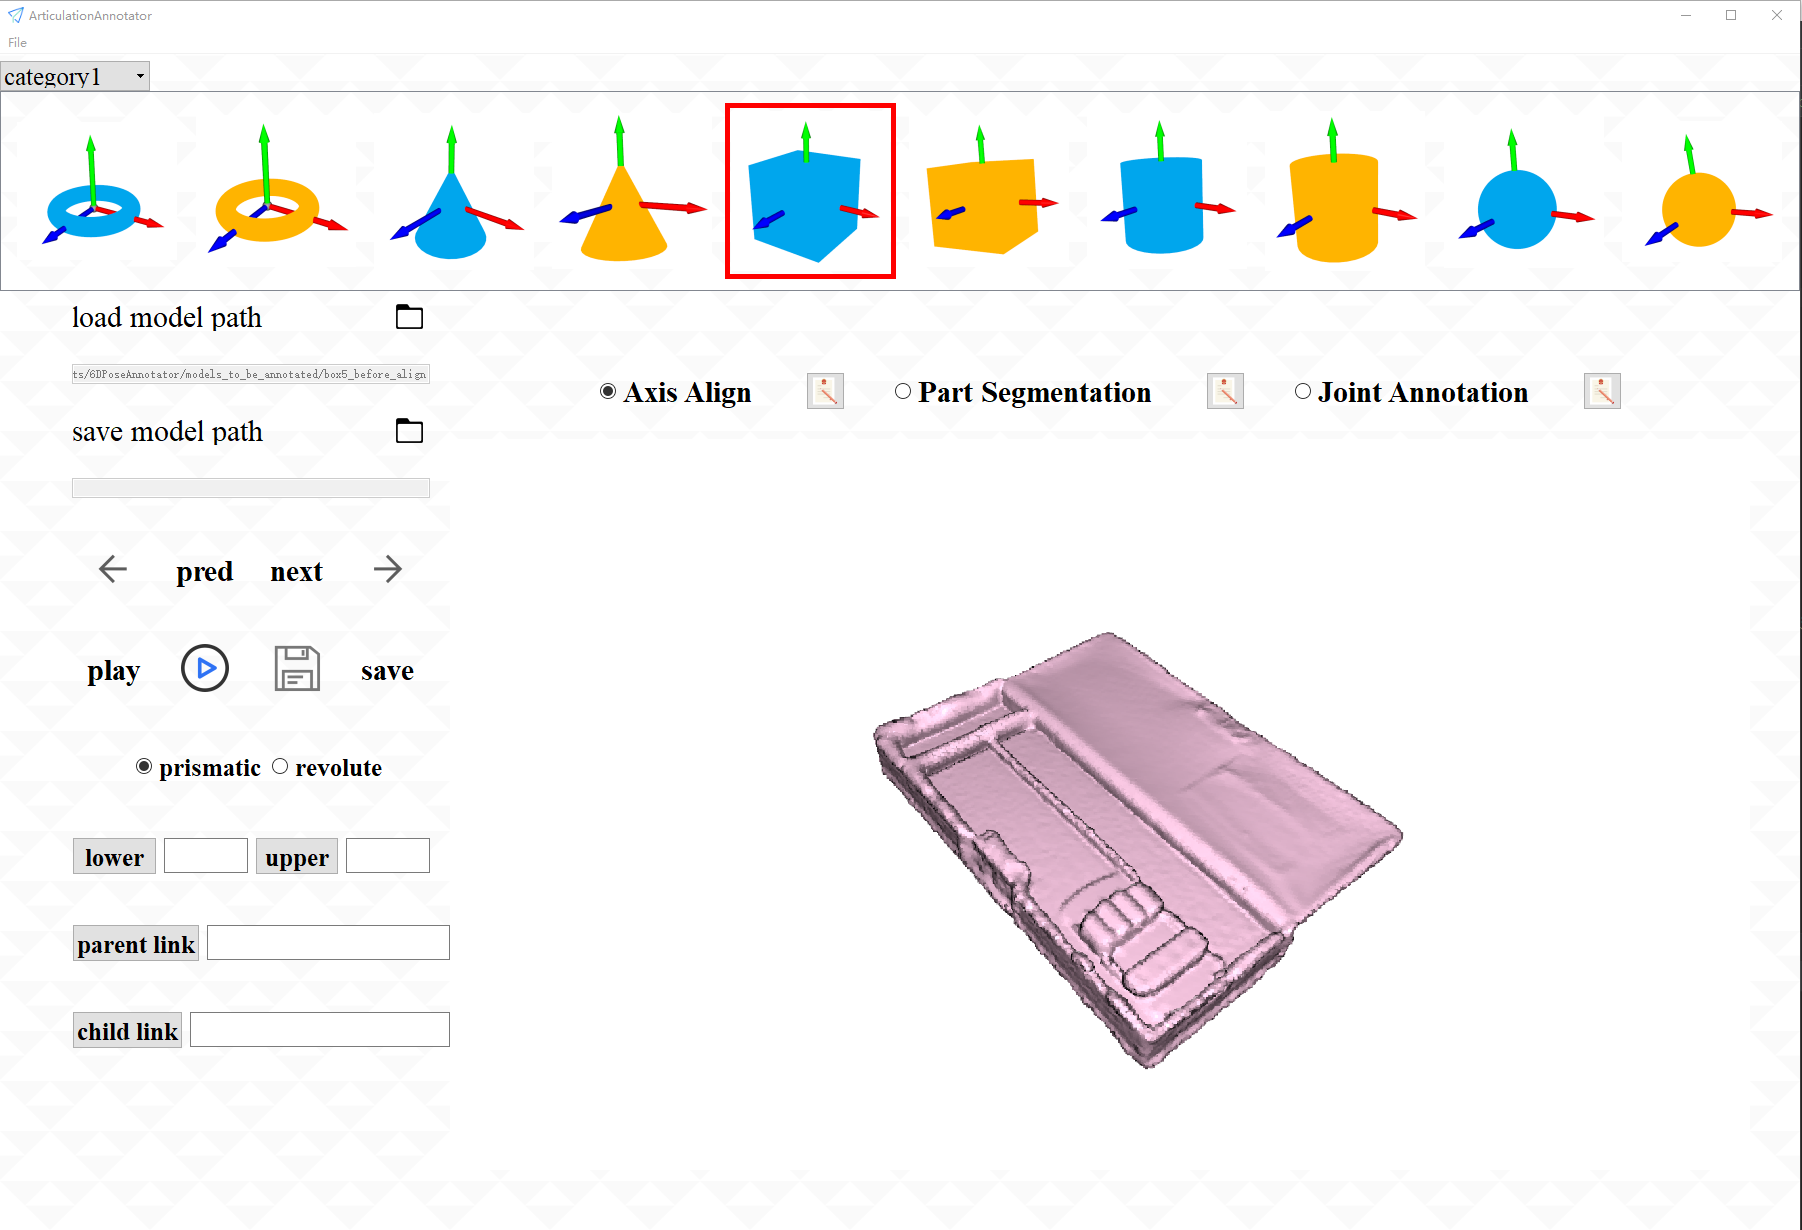 ArticulationAnnotator
File
category1
load model path
ts/6DPoseAnnotator/models_to_be_annotated/box5_before_align
Axis Align
Part Segmentation
Joint Annotation
save model path
pred next
play save
prismatic revolute
lower upper
parent link
child link